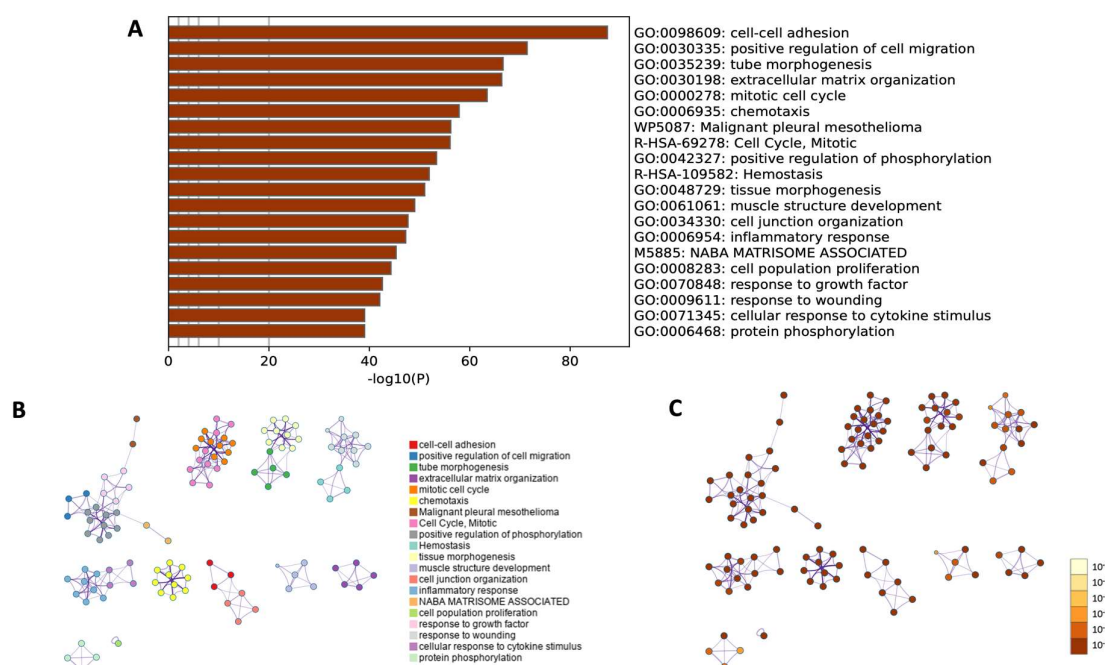 A
GO:0098609: cell-cell adhesion
GO:0030335: positive regulation of cell migration
GO:0035239: tube morphogenesis
GO:0030198: extracellular matrix organization
GO:0000278: mitotic cell cycle
GO:0006935: chemotaxis
WP5087: Malignant pleural mesothelioma
R-HSA-69278: Cell Cycle, Mitotic
GO:0042327: positive regulation of phosphorylation
R-HSA-109582: Hemostasis
GO:0048729: tissue morphogenesis
GO:0061061: muscle structure development
GO:0034330: cell junction organization
GO:0006954: inflammatory response
M5885: NABA MATRISOME ASSOCIATED
GO:0008283: cell population proliferation
GO:0070848: response to growth factor
GO:0009611: response to wounding
GO:0071345: cellular response to cytokine stimulus
GO:0006468: protein phosphorylation
0 20 40 60 80
-log10(P)
B
cell-cell adhesion
positive regulation of cell migration
tube morphogenesis
extracellular matrix organization
mitotic cell cycle
chemotaxis
Malignant pleural mesothelioma
Cell Cycle, Mitotic
positive regulation of phosphorylation
Hemostasis
tissue morphogenesis
muscle structure development
cell junction organization
inflammatory response
NABA MATRISOME ASSOCIATED
cell population proliferation
response to growth factor
response to wounding
cellular response to cytokine stimulus
protein phosphorylation
C